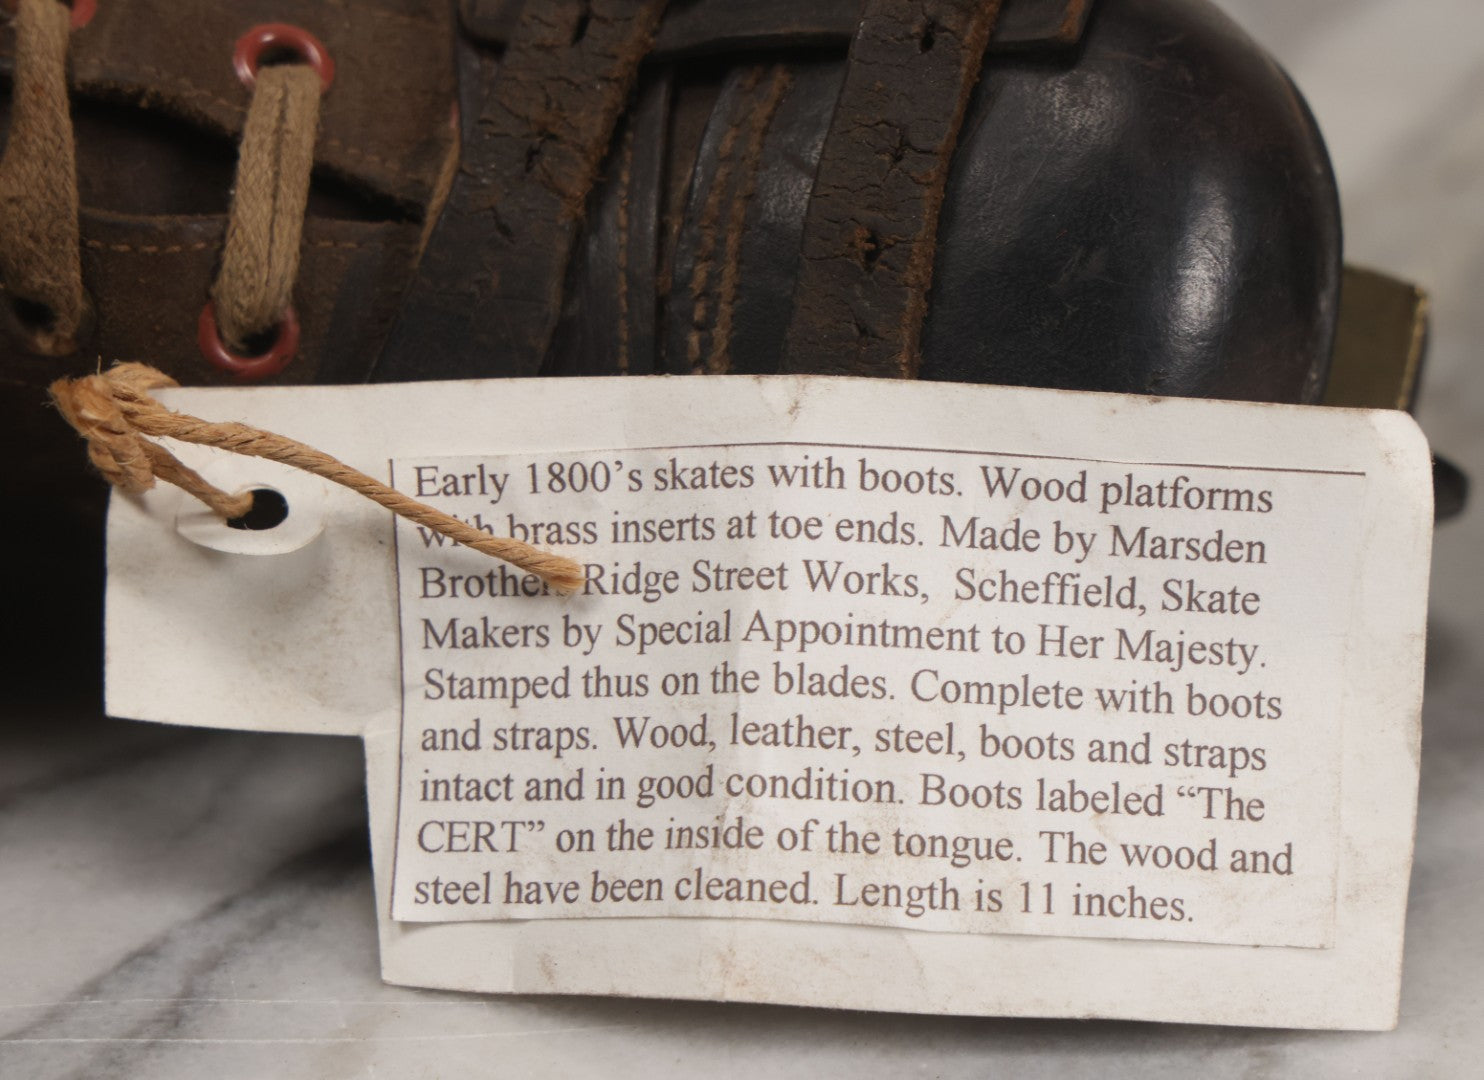 Early 1800's skates with boots. Wood platforms
with brass inserts at toe ends. Made by Marsden
Brothers Ridge Street Works, Scheffield, Skate
Makers by Special Appointment to Her Majesty.
Stamped thus on the blades. Complete with boots
and straps. Wood, leather, steel, boots and straps
intact and in good condition. Boots labeled “The
CERT” on the inside of the tongue. The wood and
steel have been cleaned. Length is 11 inches.